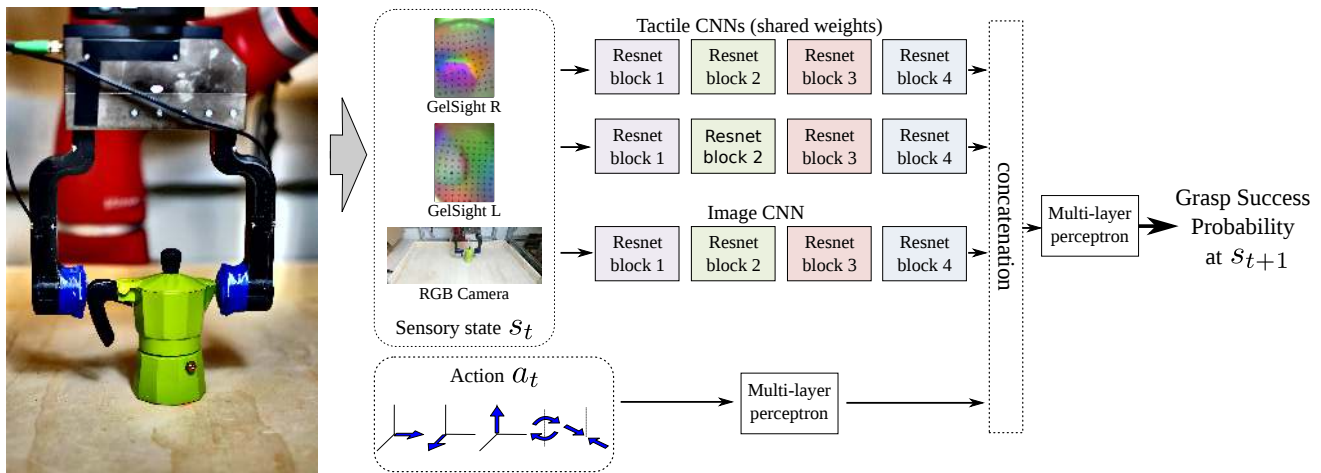 Tactile CNNs (shared weights)
GelSight R
Resnet
block 1
Resnet
block 2
Resnet
block 3
Resnet
block 4
GelSight L
Resnet
block 1
Resnet
block 2
Resnet
block 3
Resnet
block 4
Image CNN
RGB Camera
Resnet
block 1
Resnet
block 2
Resnet
block 3
Resnet
block 4
Sensory state s_t
Action a_t
Multi-layer
perceptron
concatenation
Multi-layer
perceptron
Grasp Success
Probability
at s_{t+1}